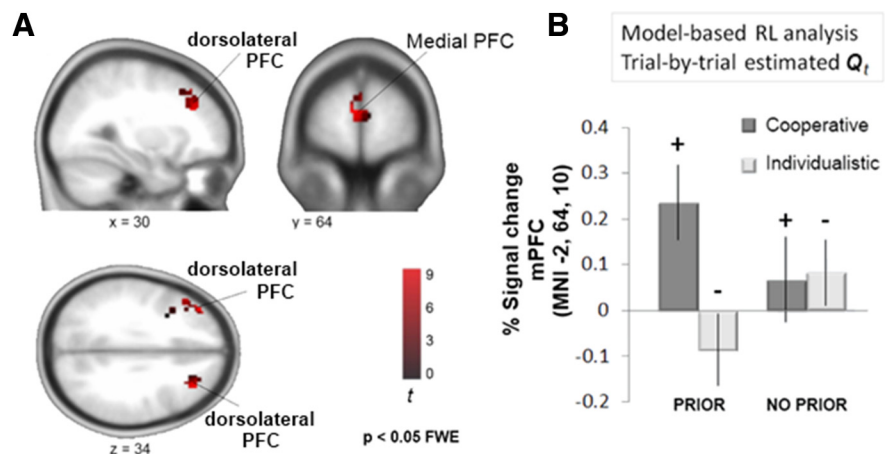 A
dorsolateral
PFC
Medial PFC
x = 30
y = 64
dorsolateral
PFC
9
6
3
0
t
dorsolateral
PFC
z = 34
p < 0.05 FWE
B
Model-based RL analysis
Trial-by-trial estimated Qt
% Signal change
mPFC
(MNI -2, 64, 10)
0.4
0.3
0.2
0.1
0
-0.1
-0.2
Cooperative
Individualistic
+
-
+
-
PRIOR
NO PRIOR